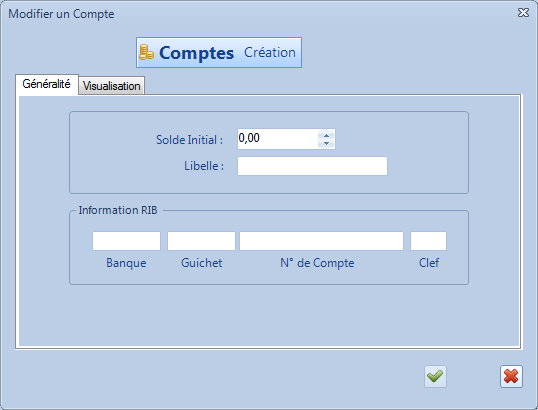 Modifier un Compte
Comptes Création
Généralité Visualisation
Solde Initial : 0,00
Libelle :
Information RIB
Banque Guichet N° de Compte Clef